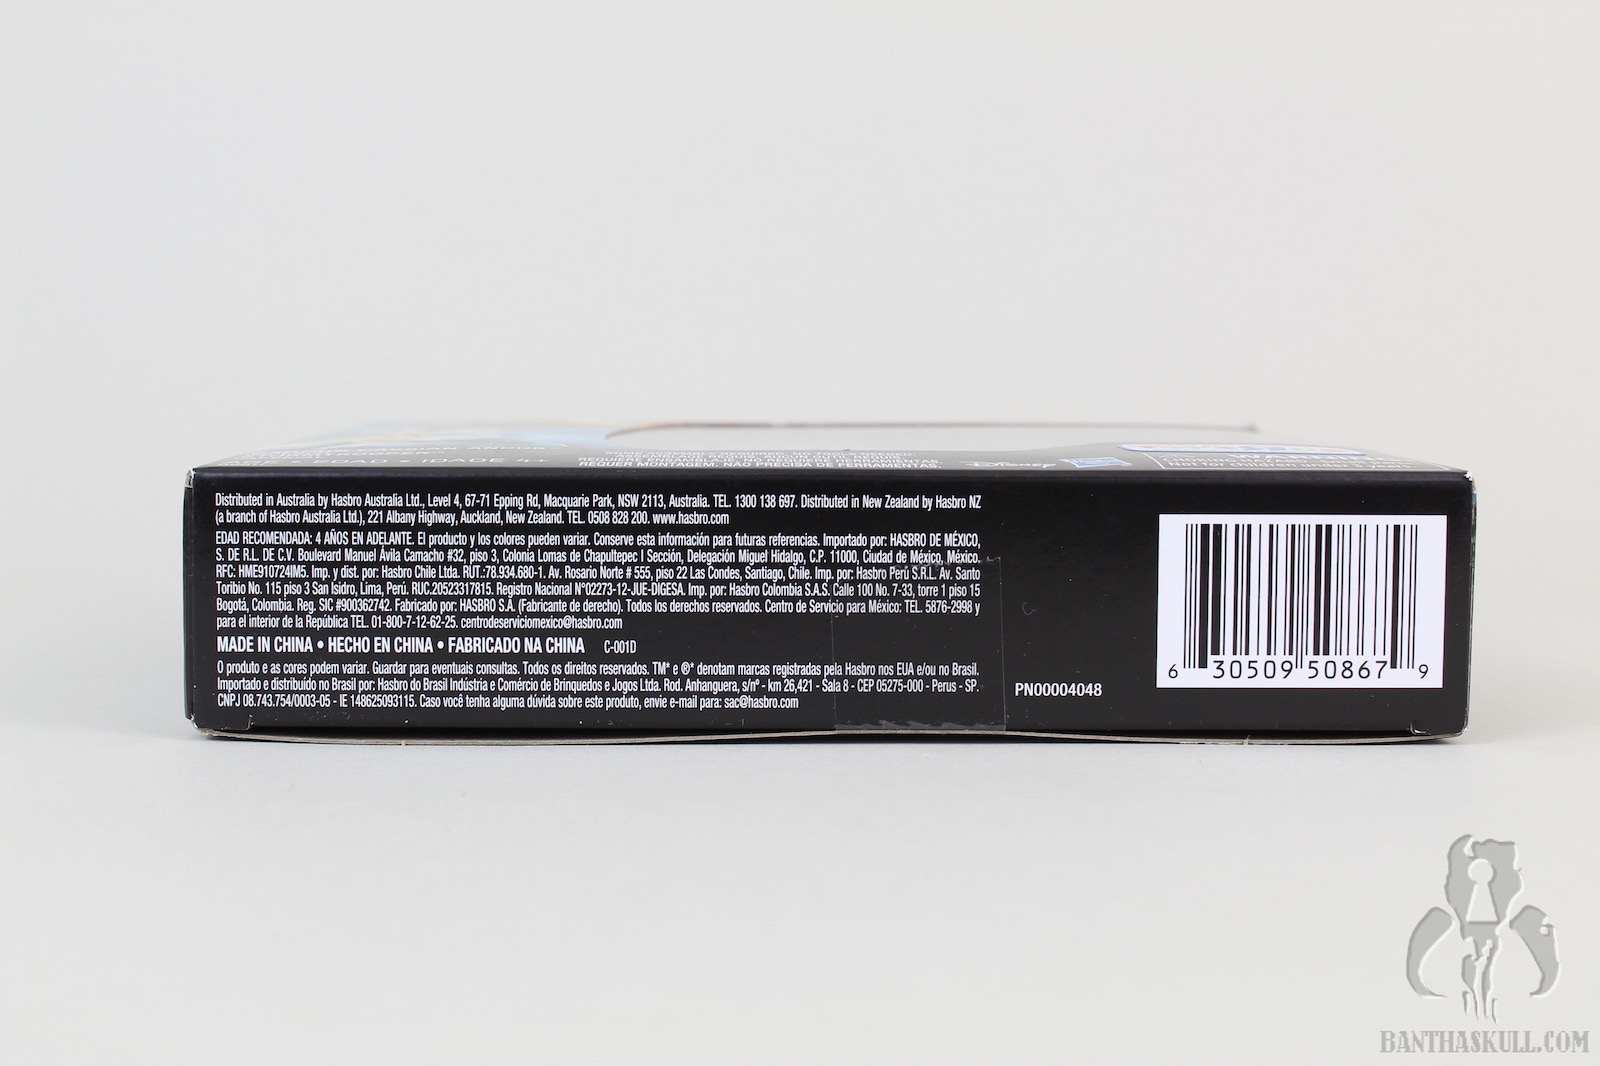 IDADE 4+
REQUER MONTAGEM. NÃO PRECISA DE FERRAMENTAS.
Disney
Distributed in Australia by Hasbro Australia Ltd., Level 4, 67-71 Epping Rd, Macquarie Park, NSW 2113, Australia. TEL. 1300 138 697. Distributed in New Zealand by Hasbro NZ
(a branch of Hasbro Australia Ltd.), 221 Albany Highway, Auckland, New Zealand. TEL. 0508 828 200. www.hasbro.com
EDAD RECOMENDADA: 4 AÑOS EN ADELANTE. El producto y los colores pueden variar. Conserve esta información para futuras referencias. Importado por: HASBRO DE MÉXICO,
S. DE R.L. DE C.V. Boulevard Manuel Ávila Camacho #32, piso 3, Colonia Lomas de Chapultepec I Sección, Delegación Miguel Hidalgo, C.P. 11000, Ciudad de México, México.
RFC: HME910724IM5. Imp. y dist. por: Hasbro Chile Ltda. RUT.:78.934.680-1. Av. Rosario Norte # 555, piso 22 Las Condes, Santiago, Chile. Imp. por: Hasbro Perú S.R.L. Av. Santo
Toribio No. 115 piso 3 San Isidro, Lima, Perú. RUC.20523317815. Registro Nacional N°02273-12-JUE-DIGESA. Imp. por: Hasbro Colombia S.A.S. Calle 100 No. 7-33, torre 1 piso 15
Bogotá, Colombia. Reg. SIC #900362742. Fabricado por: HASBRO S.A. (Fabricante de derecho). Todos los derechos reservados. Centro de Servicio para México: TEL. 5876-2998 y
para el interior de la República TEL. 01-800-7-12-62-25. centrodeserviciomexico@hasbro.com
MADE IN CHINA • HECHO EN CHINA • FABRICADO NA CHINA C-001D
O produto e as cores podem variar. Guardar para eventuais consultas. Todos os direitos reservados. TM* e ®* denotam marcas registradas pela Hasbro nos EUA e/ou no Brasil.
Importado e distribuído no Brasil por: Hasbro do Brasil Indústria e Comércio de Brinquedos e Jogos Ltda. Rod. Anhanguera, s/nº - km 26,421 - Sala 8 - CEP 05275-000 - Perus - SP.
CNPJ 08.743.754/0003-05 - IE 148625093115. Caso você tenha alguma dúvida sobre este produto, envie e-mail para: sac@hasbro.com
PN00004048
6 30509 50867 9
BANTHASKULL.COM